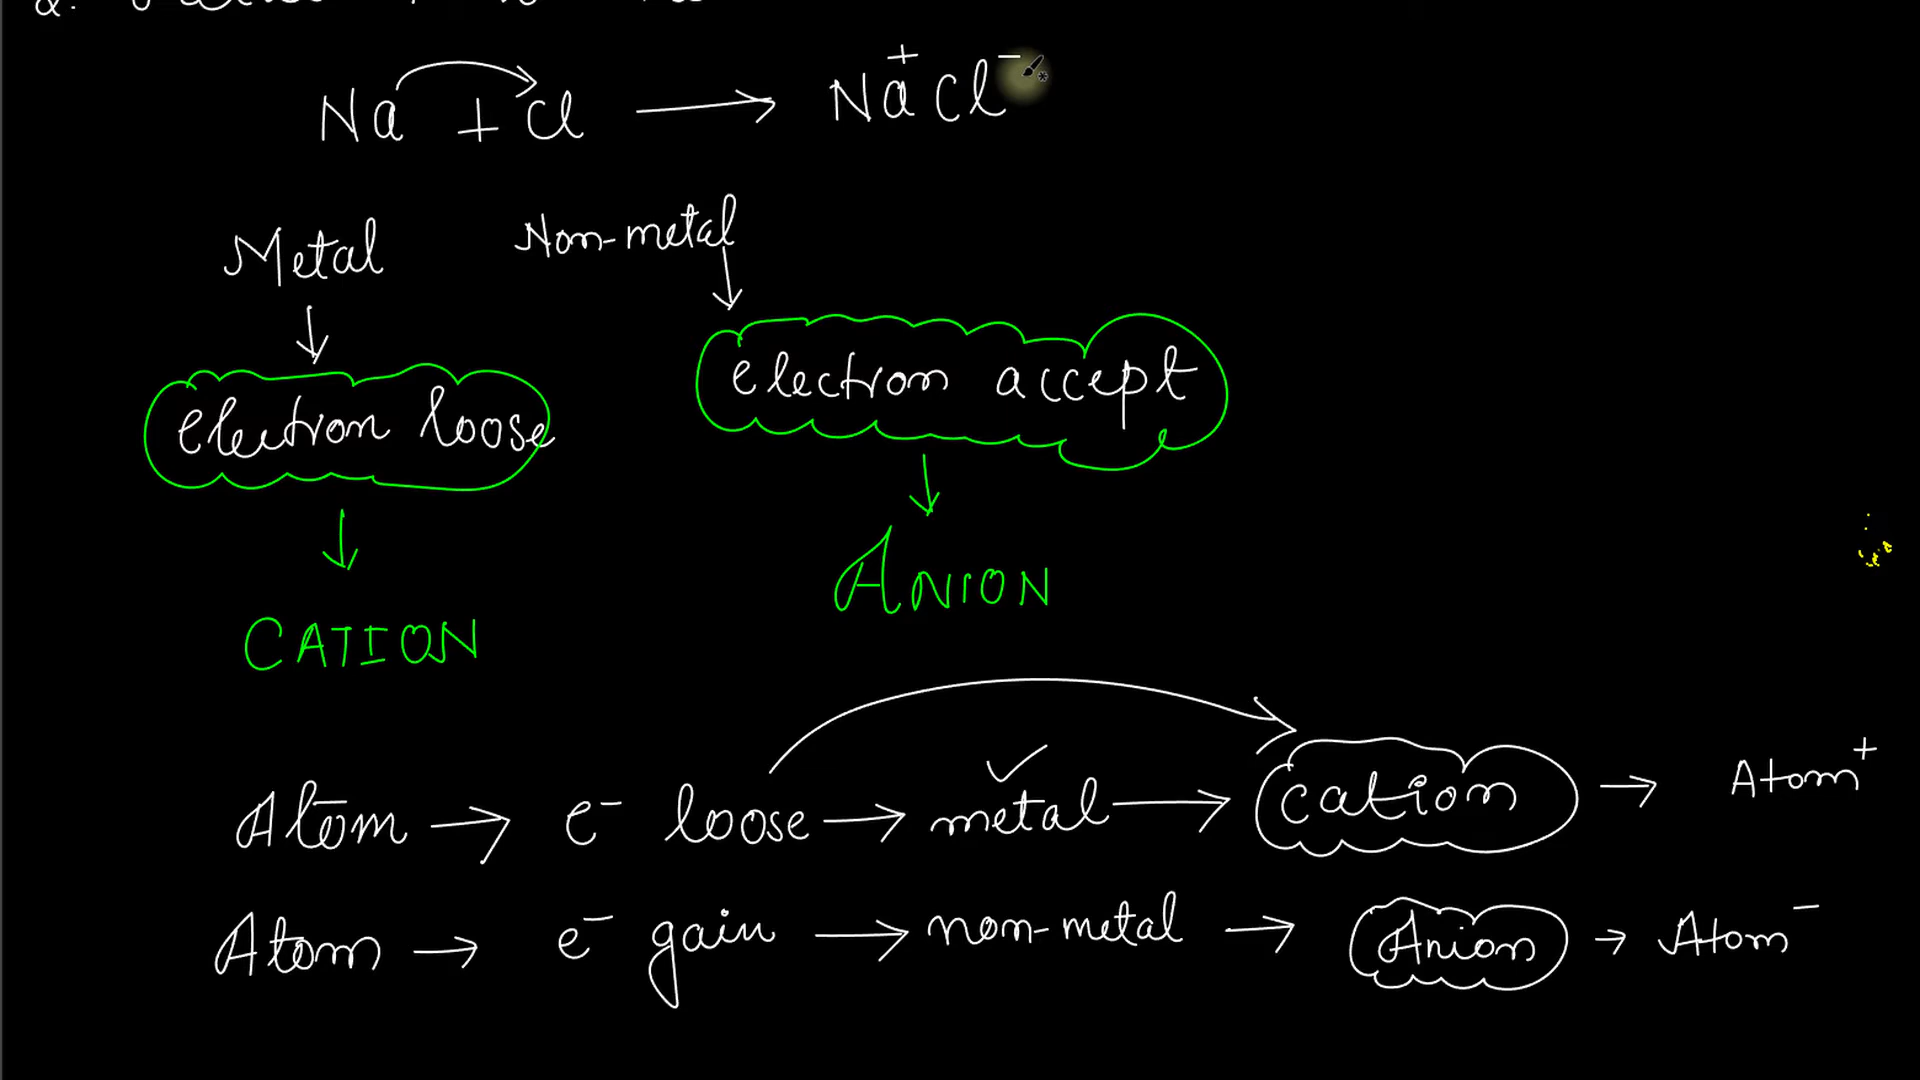 2.
Na + Cl → Na⁺Cl⁻
Metal Non-metal
electron loose electron accept
CATION ANION
Atom → e⁻ loose → metal → cation → Atom⁺
Atom → e⁻ gain → non-metal → Anion → Atom⁻